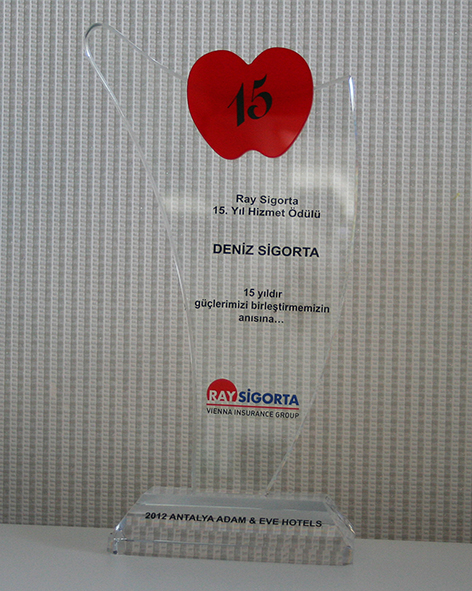 15
Ray Sigorta
15. Yıl Hizmet Ödülü
DENİZ SİGORTA
15 yıldır
güçlerimizi birleştirmemizin
anısına...
RAY SİGORTA
VIENNA INSURANCE GROUP
2012 ANTALYA ADAM & EVE HOTELS